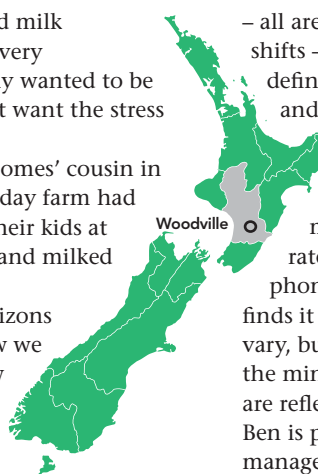 d milk
very
y wanted to be
t want the stress
omes’ cousin in
day farm had
heir kids at
and milked
izons
w we
w
Woodville
– all are
shifts –
defin
and
n
rate
phon
finds it
vary, bu
the min
are refle
Ben is p
manage